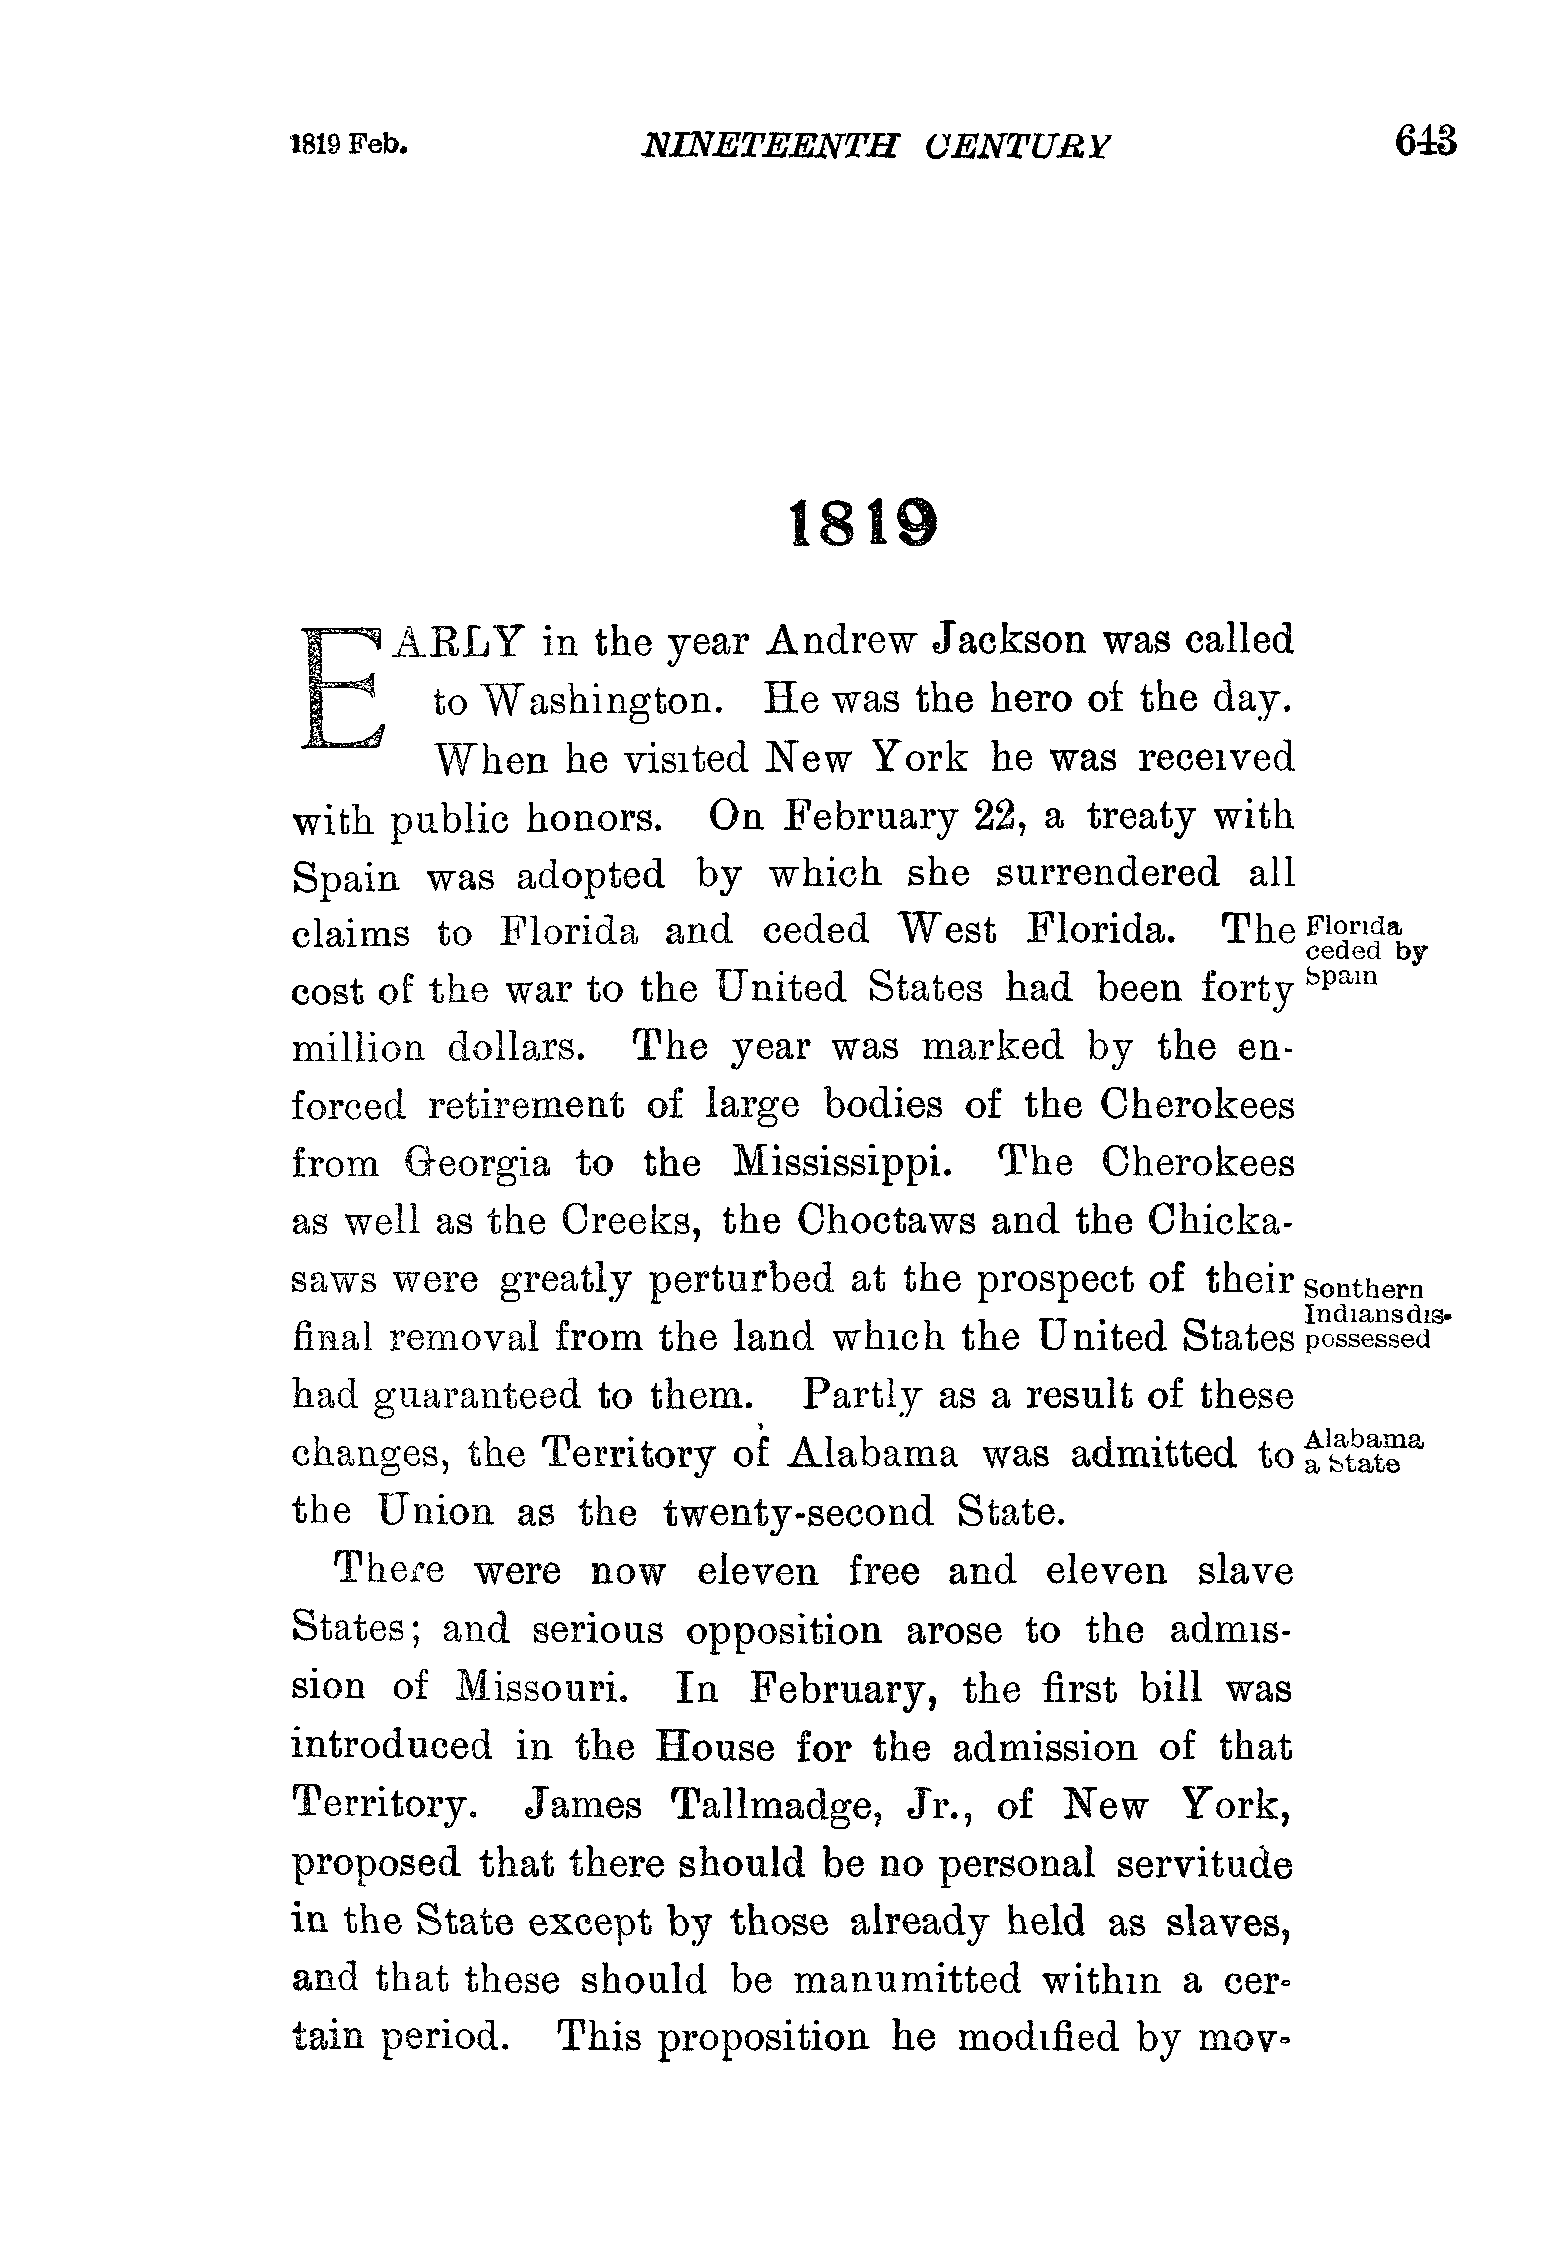 1819 Feb. NINETEENTH CENTURY 643
1819
EARLY in the year Andrew Jackson was called
to Washington. He was the hero of the day.
When he visited New York he was received
with public honors. On February 22, a treaty with
Spain was adopted by which she surrendered all
claims to Florida and ceded West Florida. The
Florida
ceded by
Spain
cost of the war to the United States had been forty
million dollars. The year was marked by the en-
forced retirement of large bodies of the Cherokees
from Georgia to the Mississippi. The Cherokees
as well as the Creeks, the Choctaws and the Chicka-
saws were greatly perturbed at the prospect of their
Sonthern
Indians dis-
possessed
final removal from the land which the United States
had guaranteed to them. Partly as a result of these
changes, the Territory of Alabama was admitted to
Alabama
a State
the Union as the twenty-second State.
There were now eleven free and eleven slave
States; and serious opposition arose to the admis-
sion of Missouri. In February, the first bill was
introduced in the House for the admission of that
Territory. James Tallmadge, Jr., of New York,
proposed that there should be no personal servitude
in the State except by those already held as slaves,
and that these should be manumitted within a cer-
tain period. This proposition he modified by mov-